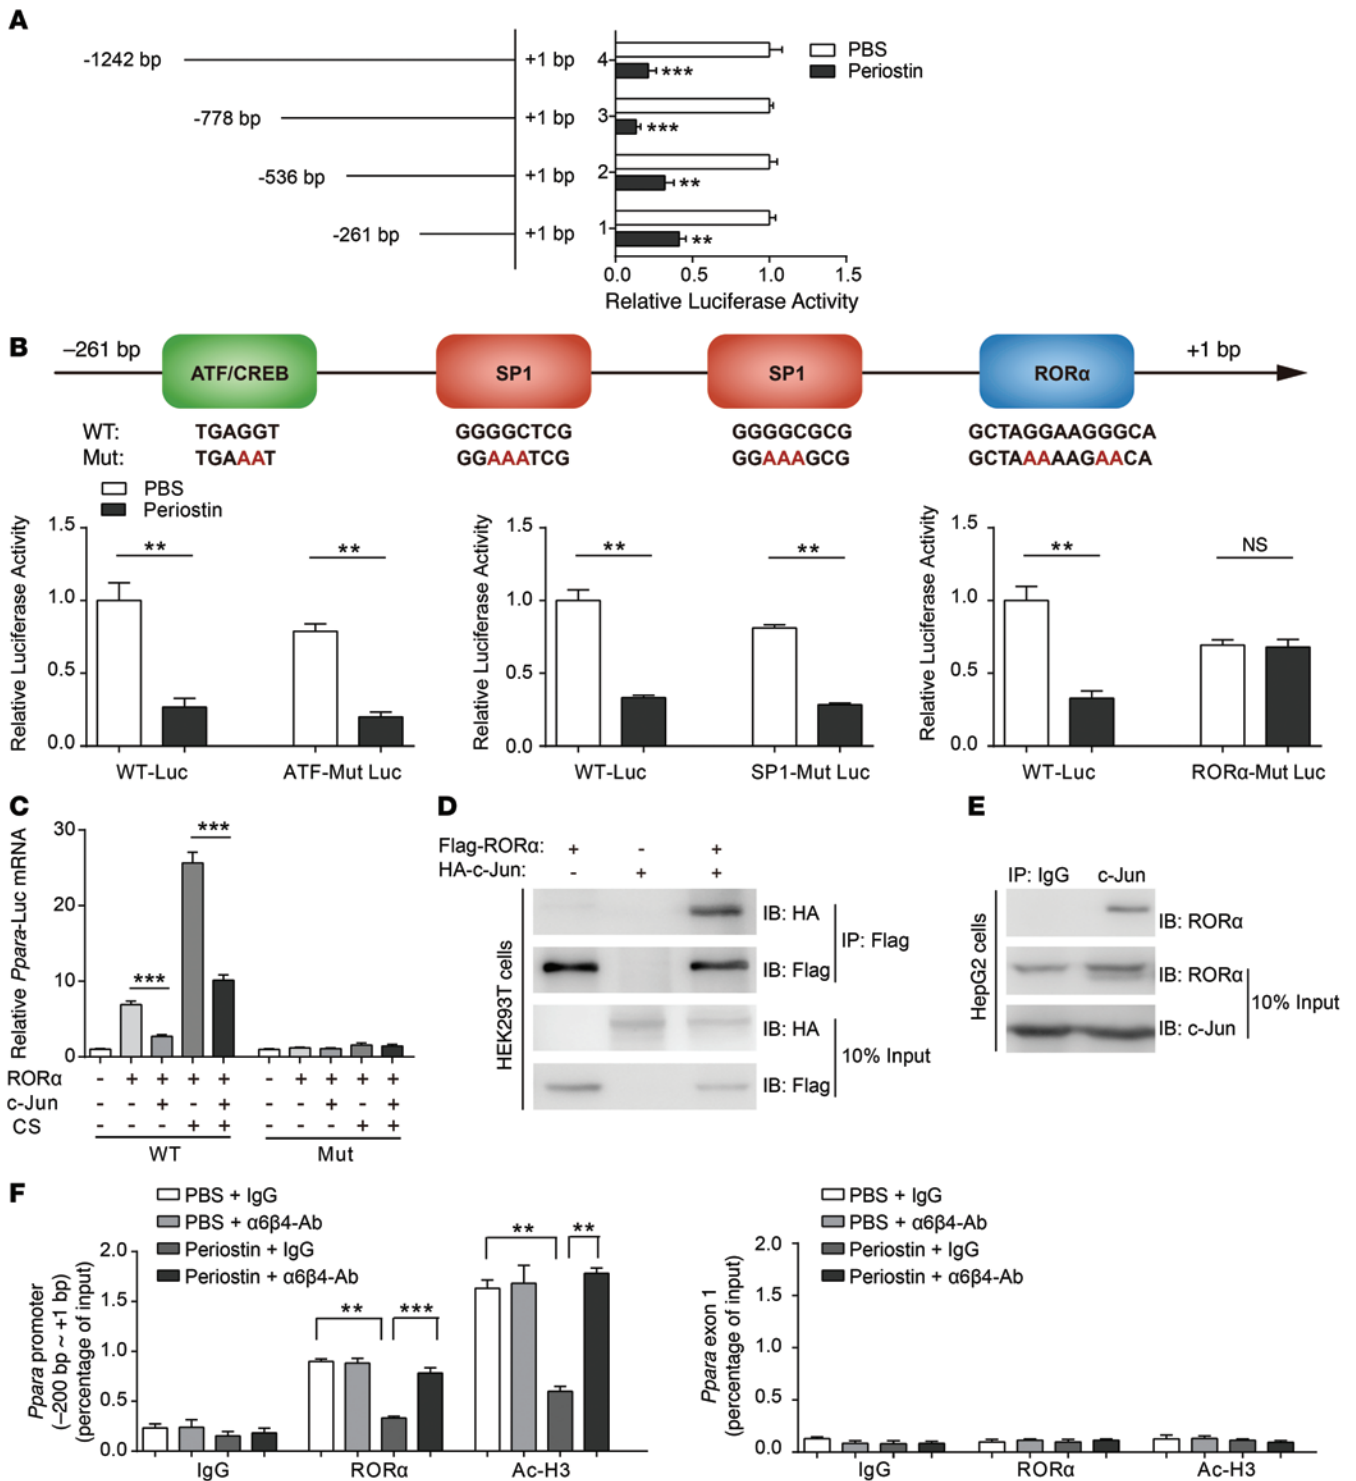 A
-1242 bp
+1 bp
-778 bp
+1 bp
-536 bp
+1 bp
-261 bp
+1 bp
4
3
2
1
***
***
**
**
PBS
Periostin
0.0 0.5 1.0 1.5
Relative Luciferase Activity
B
–261 bp
ATF/CREB
SP1
SP1
RORα
+1 bp
WT: TGAGGT GGGGCTCG GGGGCGCG GCTAGGAAGGGCA
Mut: TGAAAT GGAAATCG GGAAAGCG GCTAAAAAGAACA
PBS
Periostin
Relative Luciferase Activity
1.5
1.0
0.5
0.0
** **
WT-Luc ATF-Mut Luc
Relative Luciferase Activity
1.5
1.0
0.5
0.0
** **
WT-Luc SP1-Mut Luc
Relative Luciferase Activity
1.5
1.0
0.5
0.0
** NS
WT-Luc RORα-Mut Luc
C
Relative Ppara-Luc mRNA
30
20
10
0
*** ***
RORα - + + + + - + + + +
c-Jun - - + - + - - + - +
CS - - - + + - - - + +
WT Mut
D
Flag-RORα: + - +
HA-c-Jun: - + +
HEK293T cells
IB: HA
IB: Flag
IP: Flag
IB: HA
IB: Flag
10% Input
E
IP: IgG c-Jun
HepG2 cells
IB: RORα
IB: RORα
IB: c-Jun
10% Input
F
PBS + IgG
PBS + α6β4-Ab
Periostin + IgG
Periostin + α6β4-Ab
Ppara promoter
(–200 bp ~ +1 bp)
(percentage of input)
2.0
1.5
1.0
0.5
0.0
** *** ** **
IgG RORα Ac-H3
PBS + IgG
PBS + α6β4-Ab
Periostin + IgG
Periostin + α6β4-Ab
Ppara exon 1
(percentage of input)
2.0
1.5
1.0
0.5
0.0
IgG RORα Ac-H3